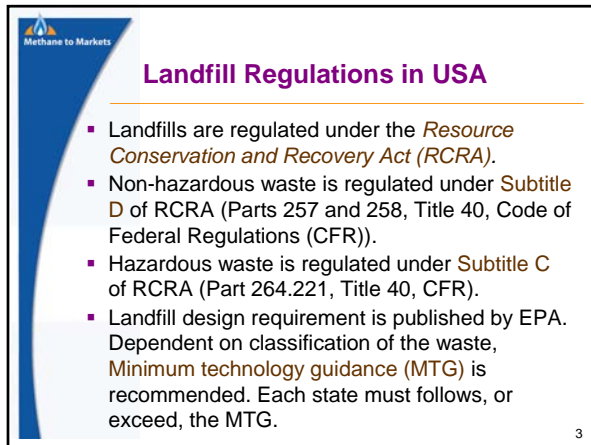 Methane to Markets
Landfill Regulations in USA
▪ Landfills are regulated under the Resource
Conservation and Recovery Act (RCRA).
▪ Non-hazardous waste is regulated under Subtitle
D of RCRA (Parts 257 and 258, Title 40, Code of
Federal Regulations (CFR)).
▪ Hazardous waste is regulated under Subtitle C
of RCRA (Part 264.221, Title 40, CFR).
▪ Landfill design requirement is published by EPA.
Dependent on classification of the waste,
Minimum technology guidance (MTG) is
recommended. Each state must follows, or
exceed, the MTG.
3